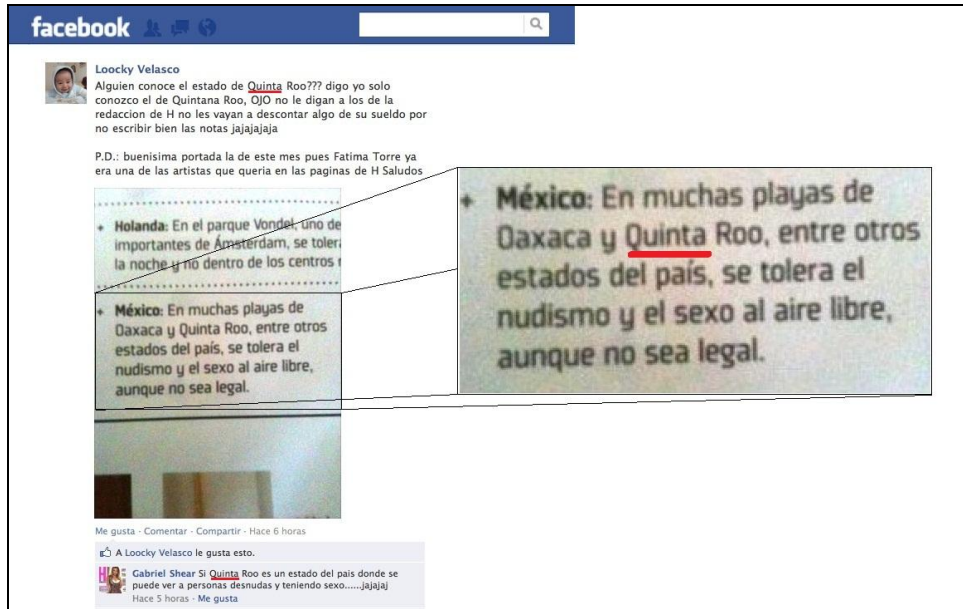 facebook
Loocky Velasco
Alguien conoce el estado de Quinta Roo??? digo yo solo
conozco el de Quintana Roo, OJO no le digan a los de la
redaccion de H no les vayan a descontar algo de su sueldo por
no escribir bien las notas jajajajaja
P.D.: buenisima portada la de este mes pues Fatima Torre ya
era una de las artistas que queria en las paginas de H Saludos
+ Holanda: En el parque Vondel, uno de
importantes de Ámsterdam, se toler
la noche y no dentro de los centros
+ México: En muchas playas de
Oaxaca y Quinta Roo, entre otros
estados del país, se tolera el
nudismo y el sexo al aire libre,
aunque no sea legal.
+ México: En muchas playas de
Oaxaca y Quinta Roo, entre otros
estados del país, se tolera el
nudismo y el sexo al aire libre,
aunque no sea legal.
Me gusta · Comentar · Compartir · Hace 6 horas
A Loocky Velasco le gusta esto.
Gabriel Shear Si Quinta Roo es un estado del pais donde se
puede ver a personas desnudas y teniendo sexo......jajajaj
Hace 5 horas · Me gusta